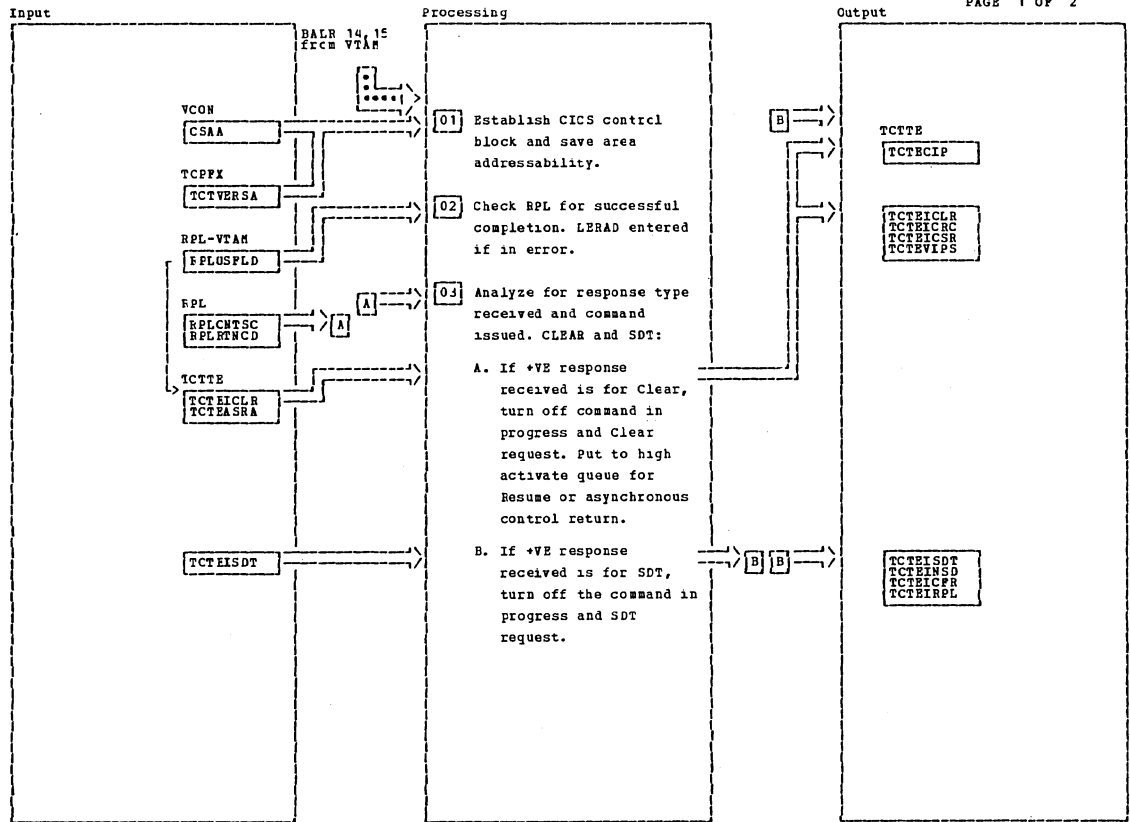 PAGE 1 OF 2
Input
Processing
Output
BALR 14,15
from VTAM
VCON
CSAA
TCPFX
TCTVERSA
RPL-VTAM
RPLUSFLD
RPL
RPLCNTSC
RPLRTNCD
A
A
TCTTE
TCTEICLR
TCTEASRA
TCTEISDT
01 Establish CICS control
block and save area
addressability.
02 Check RPL for successful
completion. LERAD entered
if in error.
03 Analyze for response type
received and command
issued. CLEAR and SDT:
A. If +VE response
received is for Clear,
turn off command in
progress and Clear
request. Put to high
activate queue for
Resume or asynchronous
control return.
B. If +VE response
received is for SDT,
turn off the command in
progress and SDT
request.
B
TCTTE
TCTECIP
TCTEICLR
TCTEICRC
TCTEICSR
TCTEVIPS
B B
TCTEISDT
TCTEINSD
TCTEICPR
TCTEIRPL